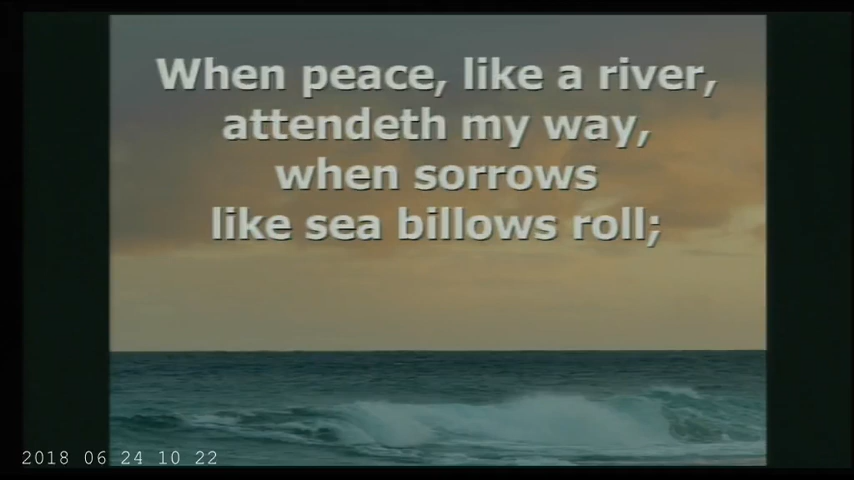 When peace, like a river,
attendeth my way,
when sorrows
like sea billows roll;
2018 06 24 10 22